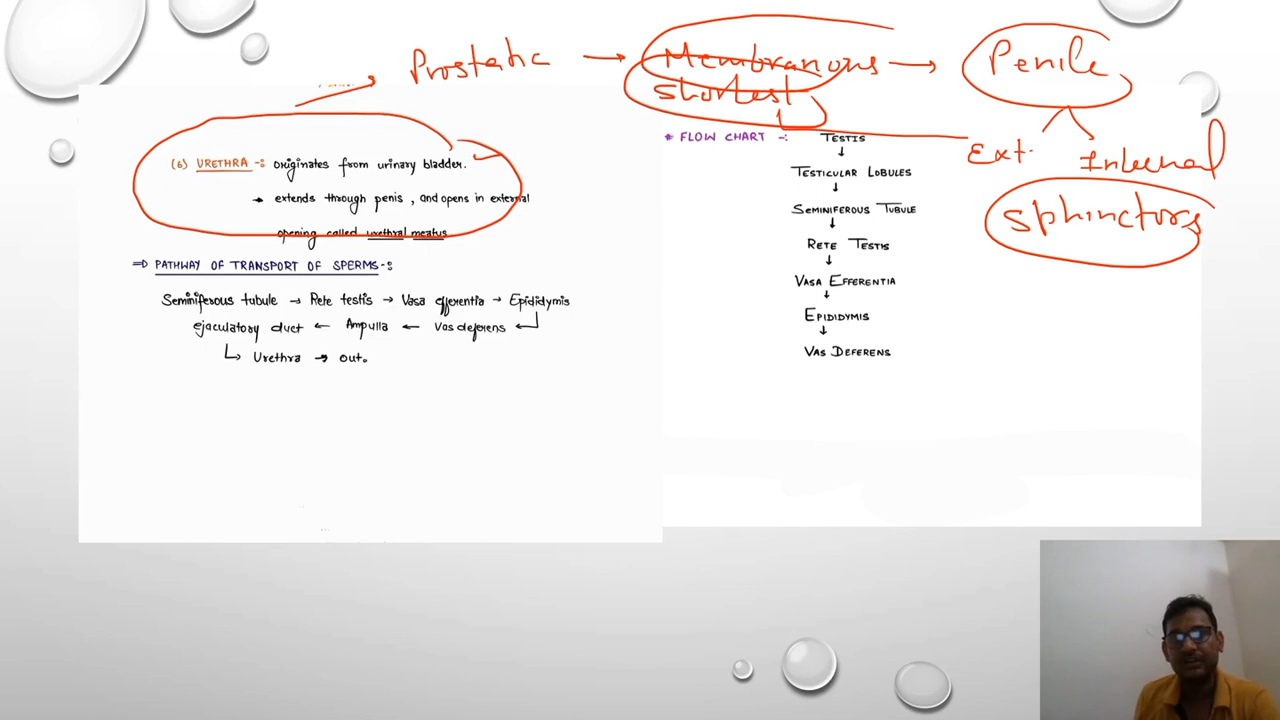 Prostatic → Membranous → Penile
shortest
Ext. Internal
sphinctors
(6) URETHRA -: originates from urinary bladder.
→ extends through penis, and opens in external
opening called urethral meatus
⇒ PATHWAY OF TRANSPORT OF SPERMS-:
Seminiferous tubule → Rete testis → Vasa efferentia → Epididymis
ejaculatory duct ← Ampulla ← Vas deferens ↵
↳ Urethra → out.
* FLOW CHART -: TESTIS
↓
TESTICULAR LOBULES
↓
SEMINIFEROUS TUBULE
↓
RETE TESTIS
↓
VASA EFFERENTIA
↓
EPIDIDYMIS
↓
VAS DEFERENS